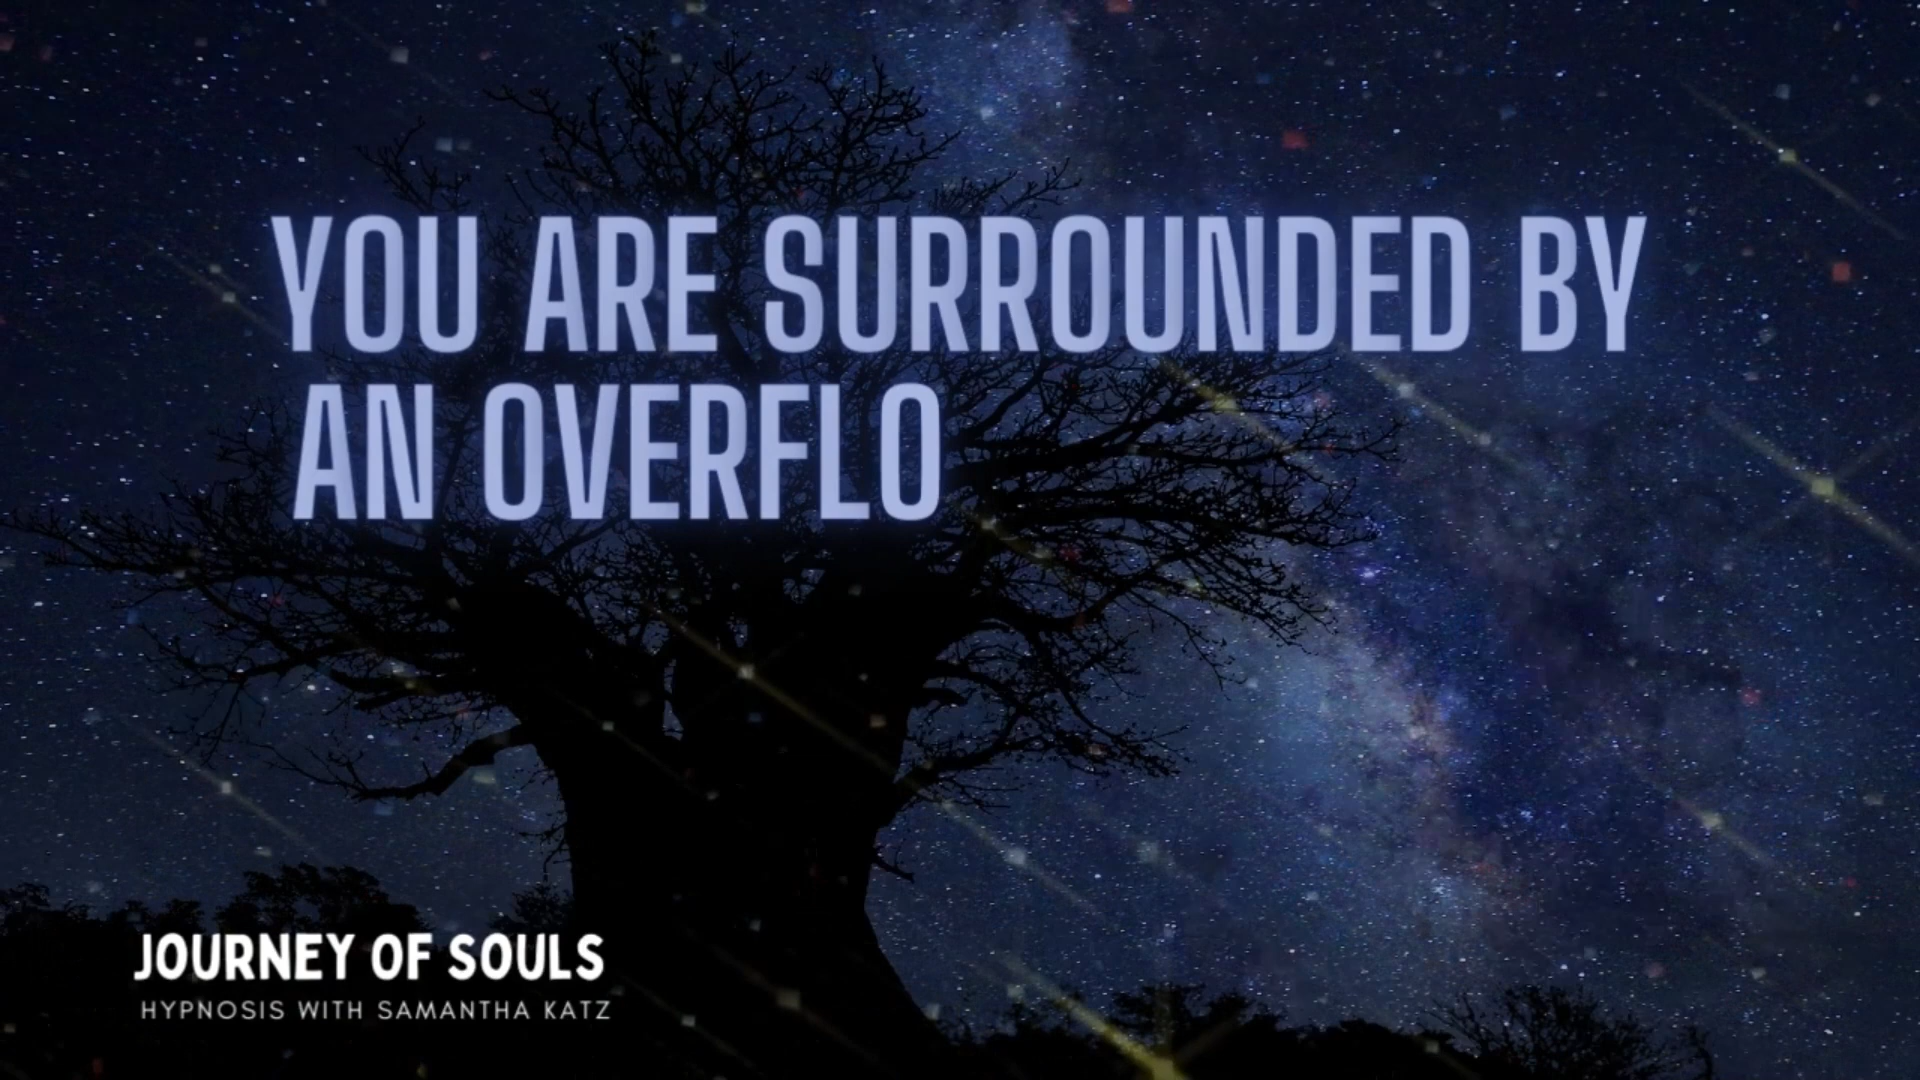 YOU ARE SURROUNDED BY
AN OVERFLO
JOURNEY OF SOULS
HYPNOSIS WITH SAMANTHA KATZ